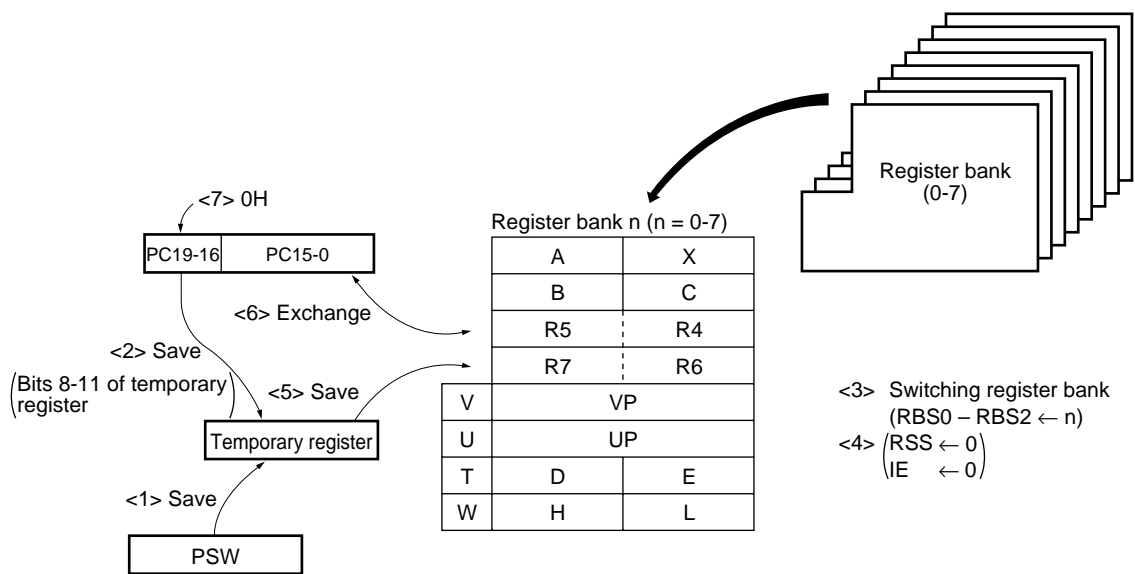 Register bank
(0-7)
<7> 0H
Register bank n (n = 0-7)
PC19-16 PC15-0
A X
B C
<6> Exchange
R5 R4
<2> Save
R7 R6
(Bits 8-11 of temporary
register)
<5> Save
<3> Switching register bank
(RBS0 – RBS2 ← n)
V VP
U UP
Temporary register
<4> (RSS ← 0
IE ← 0)
T D E
<1> Save
W H L
PSW